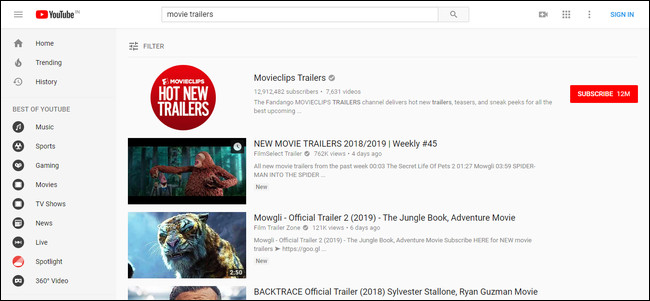 YouTube IN
movie trailers
SIGN IN
Home
Trending
History
BEST OF YOUTUBE
Music
Sports
Gaming
Movies
TV Shows
News
Live
Spotlight
360° Video
FILTER
MOVIECLIPS
HOT NEW
TRAILERS
Movieclips Trailers
12,912,482 subscribers • 7,631 videos
The Fandango MOVIECLIPS TRAILERS channel delivers hot new trailers, teasers, and sneak peeks for all the
best upcoming ...
SUBSCRIBE 12M
NEW MOVIE TRAILERS 2018/2019 | Weekly #45
FilmSelect Trailer 762K views • 4 days ago
All new movie trailers from the past week 00:03 The Secret Life Of Pets 2 01:27 Mowgli 03:59 SPIDER-
MAN INTO THE SPIDER ...
New
2:50
Mowgli - Official Trailer 2 (2019) - The Jungle Book, Adventure Movie
Film Trailer Zone 121K views • 6 days ago
Mowgli - Official Trailer 2 (2019) - The Jungle Book, Adventure Movie Subscribe HERE for NEW movie
trailers ➤ https://goo.gl ...
New
BACKTRACE Official Trailer (2018) Sylvester Stallone, Ryan Guzman Movie